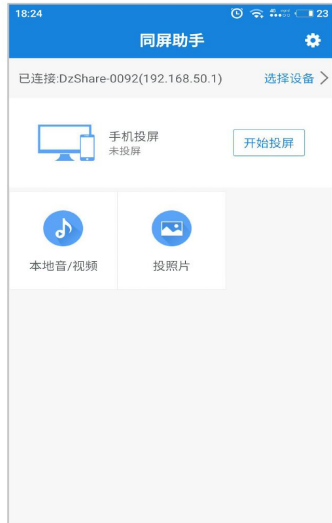 18:24
23
同屏助手
已连接:DzShare-0092(192.168.50.1)
选择设备
手机投屏
未投屏
开始投屏
本地音/视频
投照片